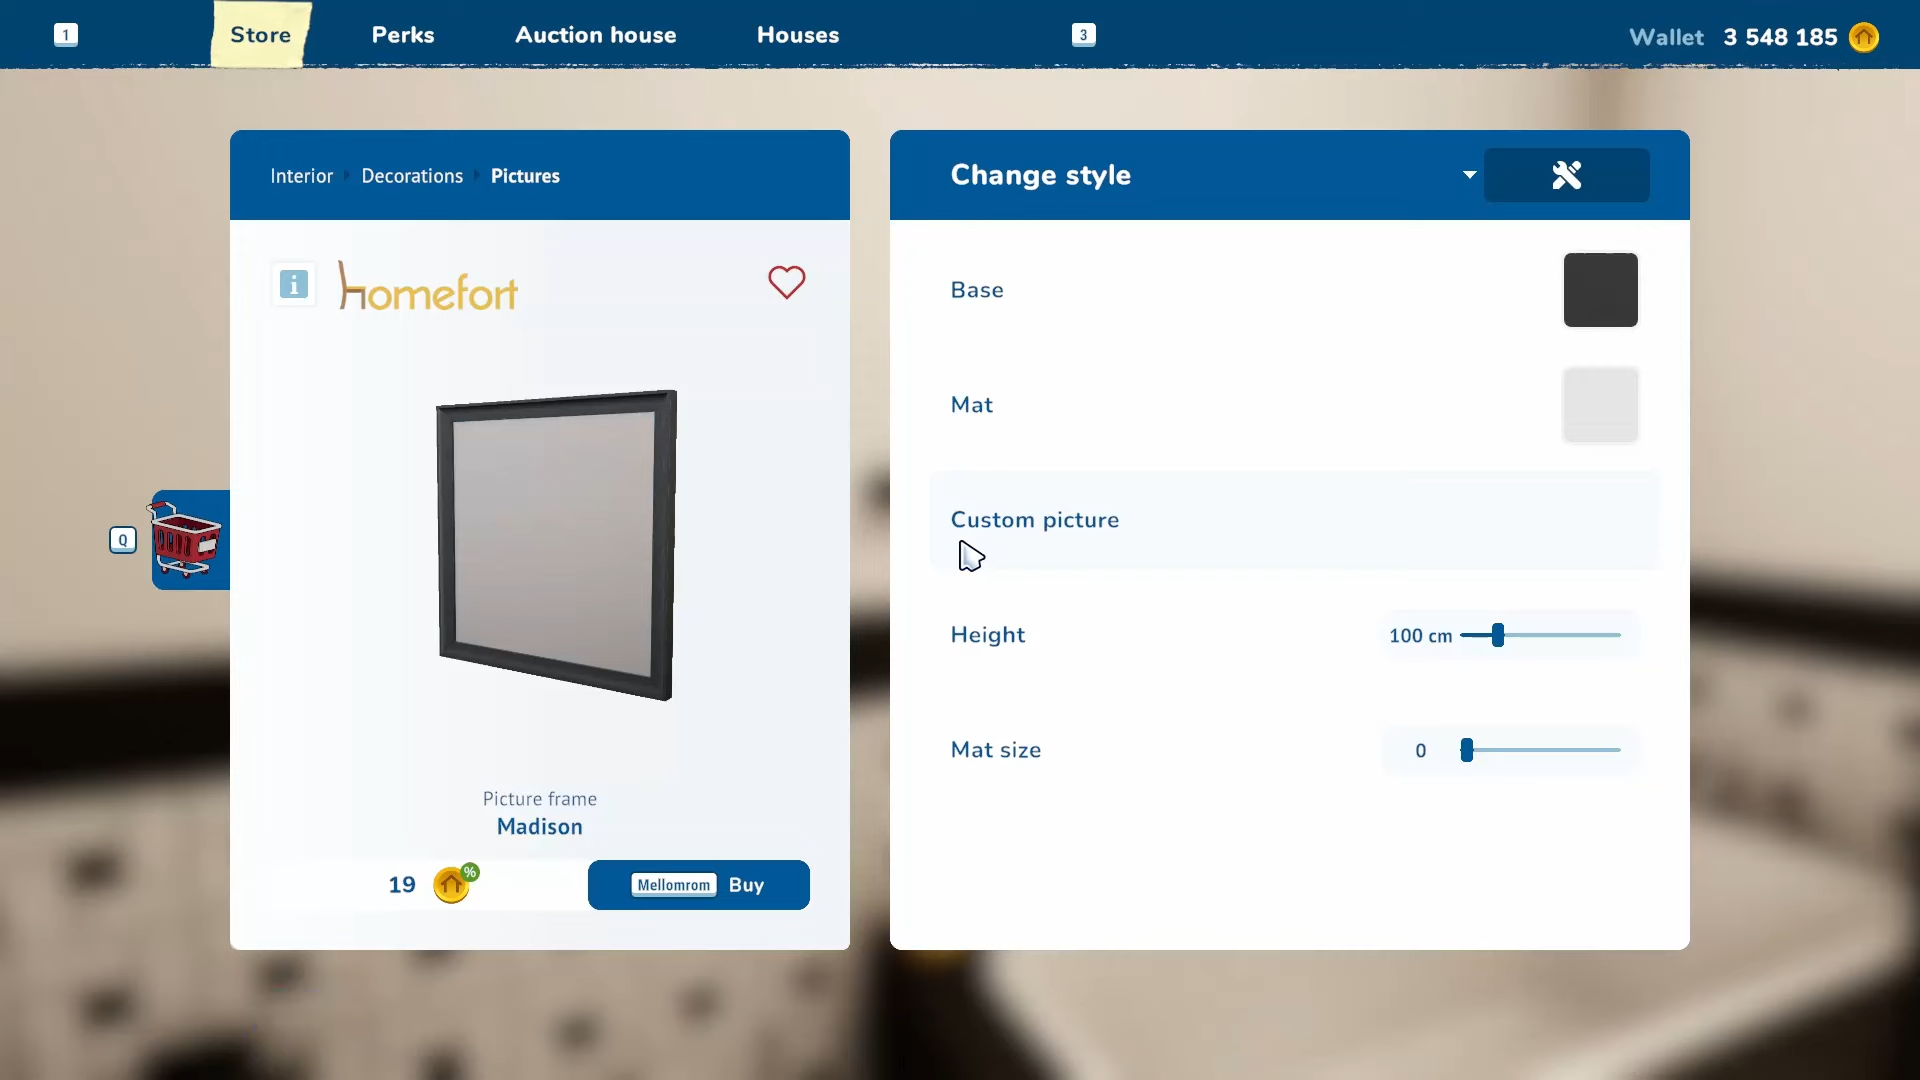 1
Store
Perks
Auction house
Houses
3
Wallet 3 548 185
Interior
Decorations
Pictures
i
homefort
Q
Picture frame
Madison
19
%
Mellomrom Buy
Change style
Base
Mat
Custom picture
Height
100 cm
Mat size
0